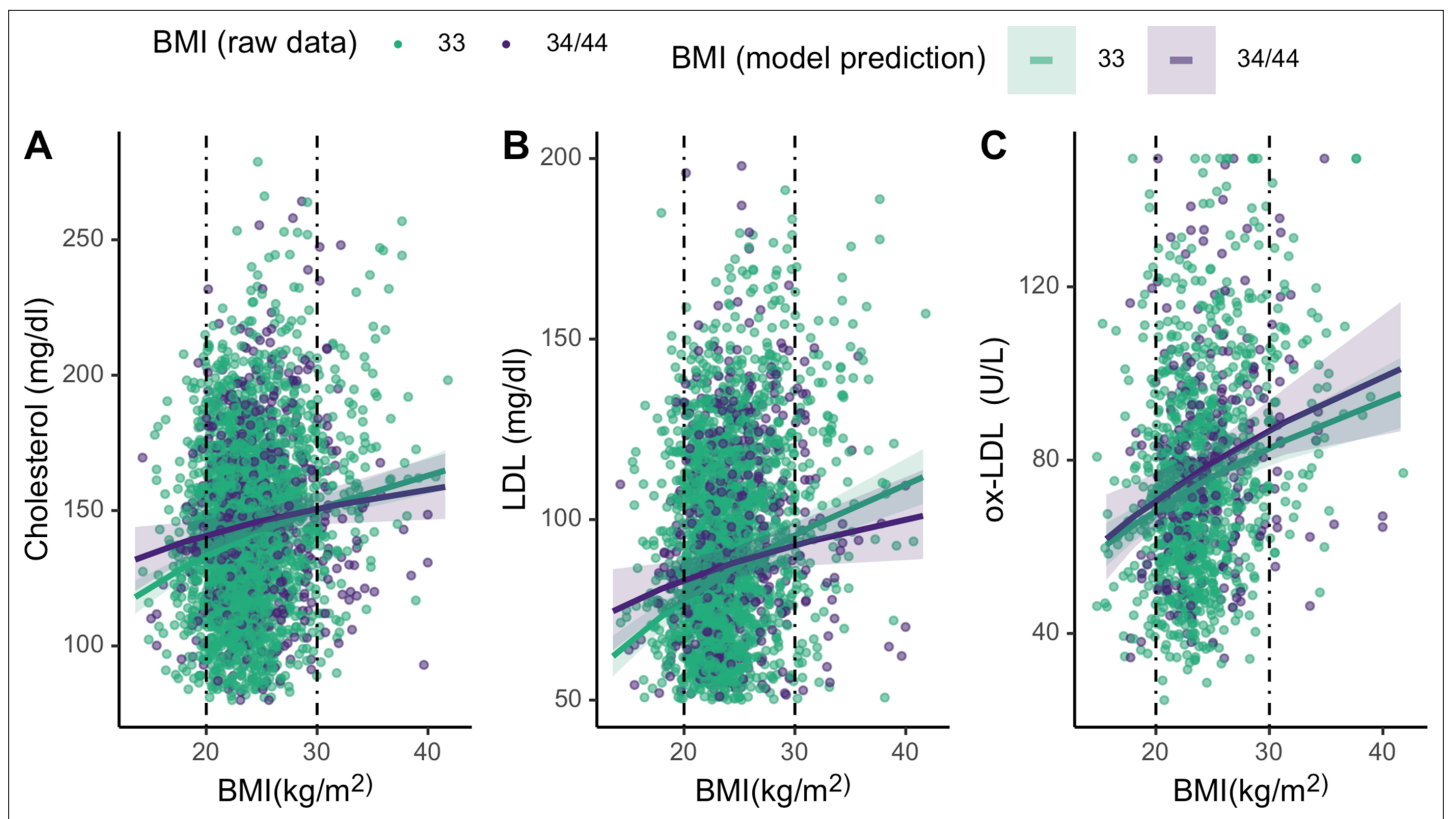 BMI (raw data) 33 34/44
BMI (model prediction) 33 34/44
A
Cholesterol (mg/dl)
250
200
150
100
20 30 40
BMI(kg/m2)
B
LDL (mg/dl)
200
150
100
50
20 30 40
BMI(kg/m2)
C
ox-LDL (U/L)
120
80
40
20 30 40
BMI(kg/m2)